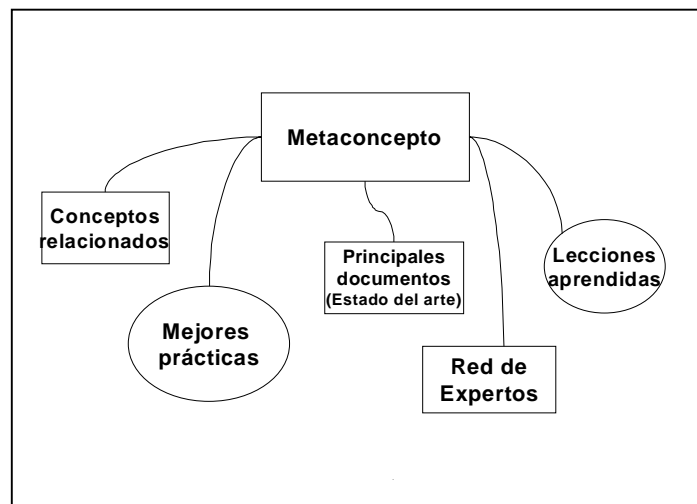 Metaconcepto
Conceptos
relacionados
Mejores
prácticas
Principales
documentos
(Estado del arte)
Red de
Expertos
Lecciones
aprendidas